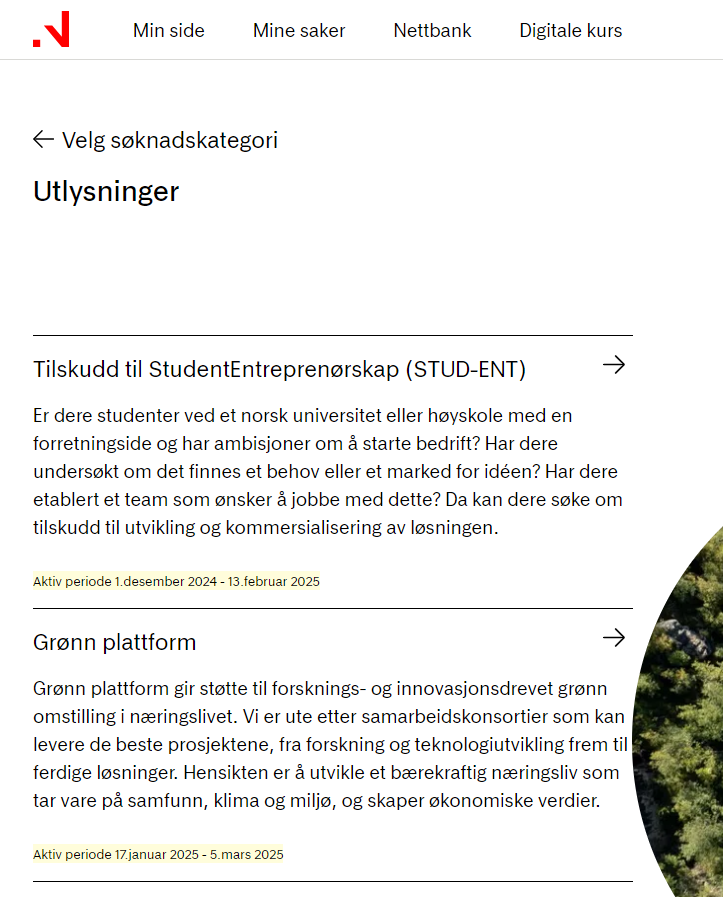 Min side Mine saker Nettbank Digitale kurs
← Velg søknadskategori
Utlysninger
Tilskudd til StudentEntreprenørskap (STUD-ENT) →
Er dere studenter ved et norsk universitet eller høyskole med en
forretningside og har ambisjoner om å starte bedrift? Har dere
undersøkt om det finnes et behov eller et marked for idéen? Har dere
etablert et team som ønsker å jobbe med dette? Da kan dere søke om
tilskudd til utvikling og kommersialisering av løsningen.
Aktiv periode 1.desember 2024 - 13.februar 2025
Grønn plattform →
Grønn plattform gir støtte til forsknings- og innovasjonsdrevet grønn
omstilling i næringslivet. Vi er ute etter samarbeidskonsortier som kan
levere de beste prosjektene, fra forskning og teknologiutvikling frem til
ferdige løsninger. Hensikten er å utvikle et bærekraftig næringsliv som
tar vare på samfunn, klima og miljø, og skaper økonomiske verdier.
Aktiv periode 17.januar 2025 - 5.mars 2025